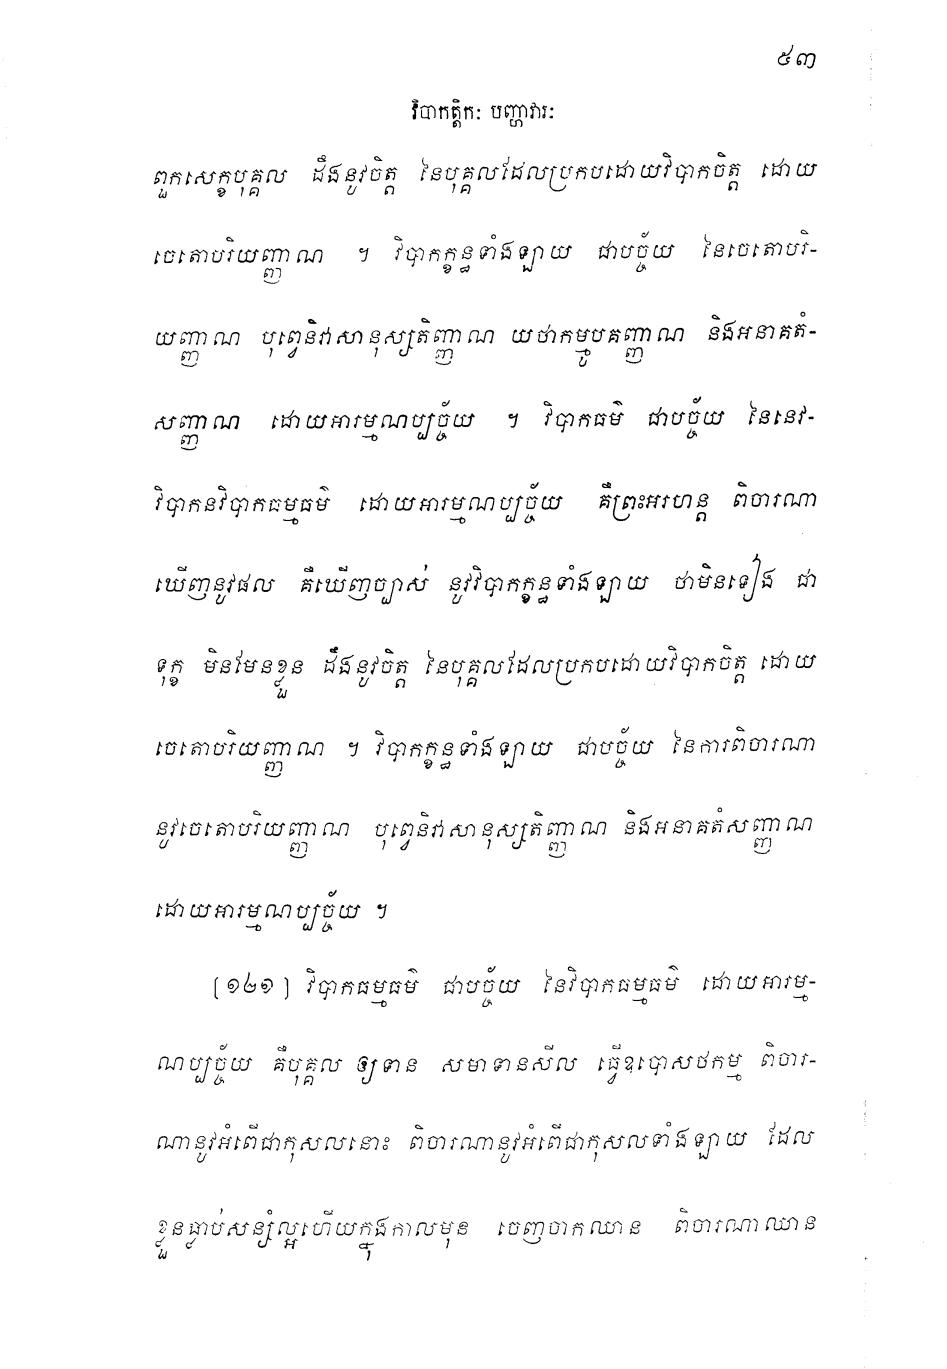 ៥៣
វិបាកត្តិកៈ បញ្ហាវារៈ
ពួកសេក្ខបុគ្គល ដឹងនូវចិត្ត នៃបុគ្គលដែលប្រកបដោយវិបាកចិត្ត ដោយ
ចេតោបរិយញ្ញាណ ។ វិបាកក្ខន្ធទាំងឡាយ ជាបច្ច័យ នៃចេតោបរិ-
យញ្ញាណ បុព្វេនិវាសានុស្សតិញ្ញាណ យថាកម្មូបគញ្ញាណ និងអនាគតំ-
សញ្ញាណ ដោយអារម្មណប្បច្ច័យ ។ វិបាកធម៌ ជាបច្ច័យ នៃនេវ-
វិបាកនវិបាកធម្មធម៌ ដោយអារម្មណប្បច្ច័យ គឺព្រះអរហន្ត ពិចារណា
ឃើញនូវផល គឺឃើញច្បាស់ នូវវិបាកក្ខន្ធទាំងឡាយ ថាមិនទៀង ជា
ទុក្ខ មិនមែនខ្លួន ដឹងនូវចិត្ត នៃបុគ្គលដែលប្រកបដោយវិបាកចិត្ត ដោយ
ចេតោបរិយញ្ញាណ ។ វិបាកក្ខន្ធទាំងឡាយ ជាបច្ច័យ នៃការពិចារណា
នូវចេតោបរិយញ្ញាណ បុព្វេនិវាសានុស្សតិញ្ញាណ និងអនាគតំសញ្ញាណ
ដោយអារម្មណប្បច្ច័យ ។
[១៤១] វិបាកធម្មធម៌ ជាបច្ច័យ នៃវិបាកធម្មធម៌ ដោយអារម្ម-
ណប្បច្ច័យ គឺបុគ្គល ឲ្យទាន សមាទានសីល ធ្វើឧបោសថកម្ម ពិចារ-
ណានូវអំពើជាកុសលនោះ ពិចារណានូវអំពើជាកុសលទាំងឡាយ ដែល
ខ្លួនធ្លាប់សន្សំល្អហើយក្នុងកាលមុន ចេញចាកឈាន ពិចារណាឈាន